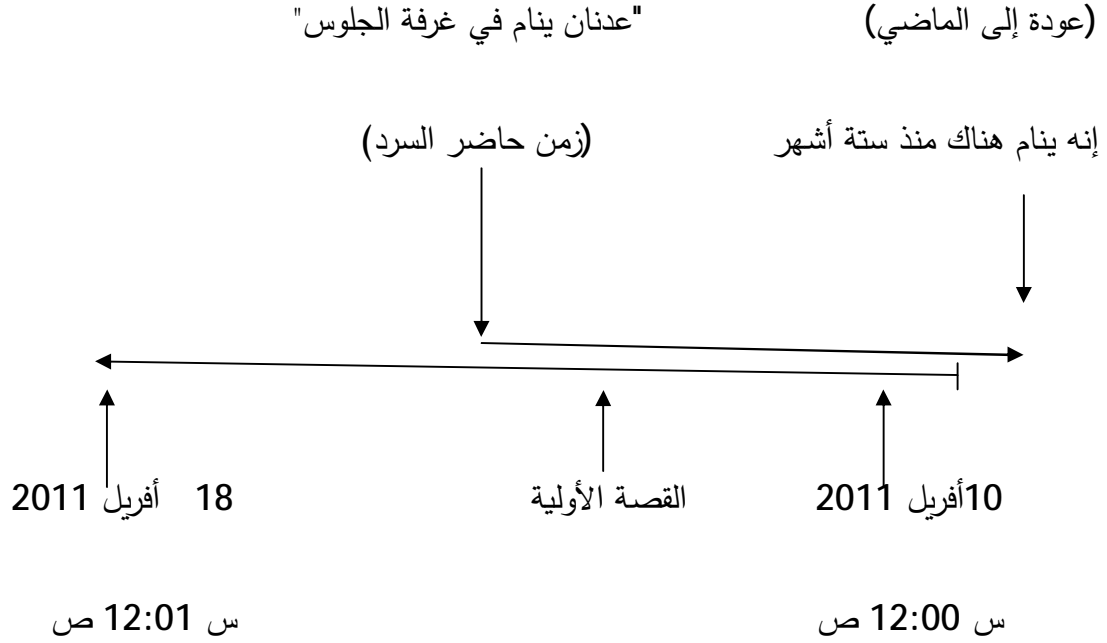 (عودة إلى الماضي) "عدنان ينام في غرفة الجلوس"
إنه ينام هناك منذ ستة أشهر (زمن حاضر السرد)
10أفريل 2011 القصة الأولية 18 أفريل 2011
س 12:00 ص س 12:01 ص